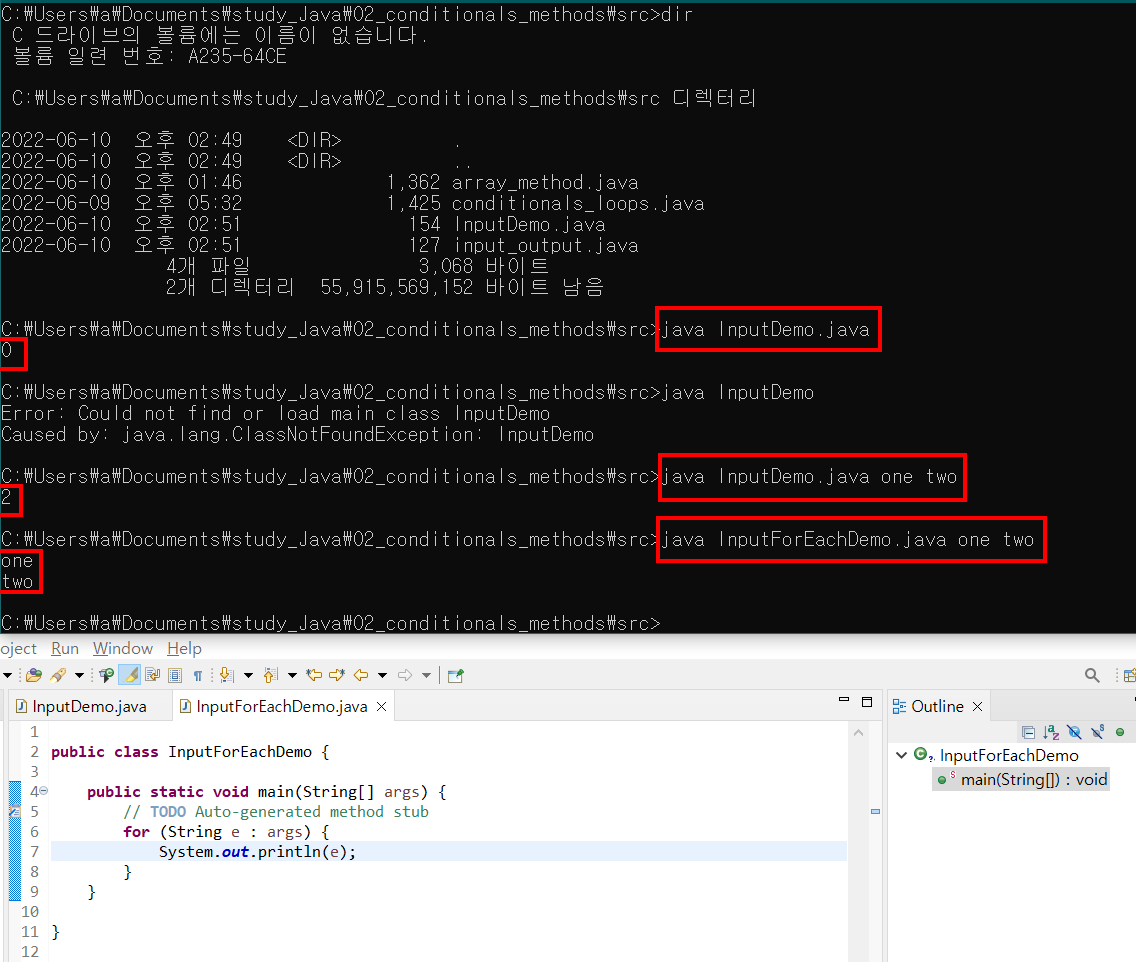 C:₩Users₩a₩Documents₩study_Java₩02_conditionals_methods₩src>dir
C 드라이브의 볼륨에는 이름이 없습니다.
볼륨 일련 번호: A235-64CE
C:₩Users₩a₩Documents₩study_Java₩02_conditionals_methods₩src 디렉터리
2022-06-10 오후 02:49 <DIR> .
2022-06-10 오후 02:49 <DIR> ..
2022-06-10 오후 01:46 1,362 array_method.java
2022-06-09 오후 05:32 1,425 conditionals_loops.java
2022-06-10 오후 02:51 154 InputDemo.java
2022-06-10 오후 02:51 127 input_output.java
4개 파일 3,068 바이트
2개 디렉터리 55,915,569,152 바이트 남음
C:₩Users₩a₩Documents₩study_Java₩02_conditionals_methods₩src>java InputDemo.java
0
C:₩Users₩a₩Documents₩study_Java₩02_conditionals_methods₩src>java InputDemo
Error: Could not find or load main class InputDemo
Caused by: java.lang.ClassNotFoundException: InputDemo
C:₩Users₩a₩Documents₩study_Java₩02_conditionals_methods₩src>java InputDemo.java one two
2
C:₩Users₩a₩Documents₩study_Java₩02_conditionals_methods₩src>java InputForEachDemo.java one two
one
two
C:₩Users₩a₩Documents₩study_Java₩02_conditionals_methods₩src>
oject Run Window Help
InputDemo.java InputForEachDemo.java
Outline
1
2 public class InputForEachDemo {
3
4 public static void main(String[] args) {
5 // TODO Auto-generated method stub
6 for (String e : args) {
7 System.out.println(e);
8 }
9 }
10
11 }
12
InputForEachDemo
main(String[]) : void